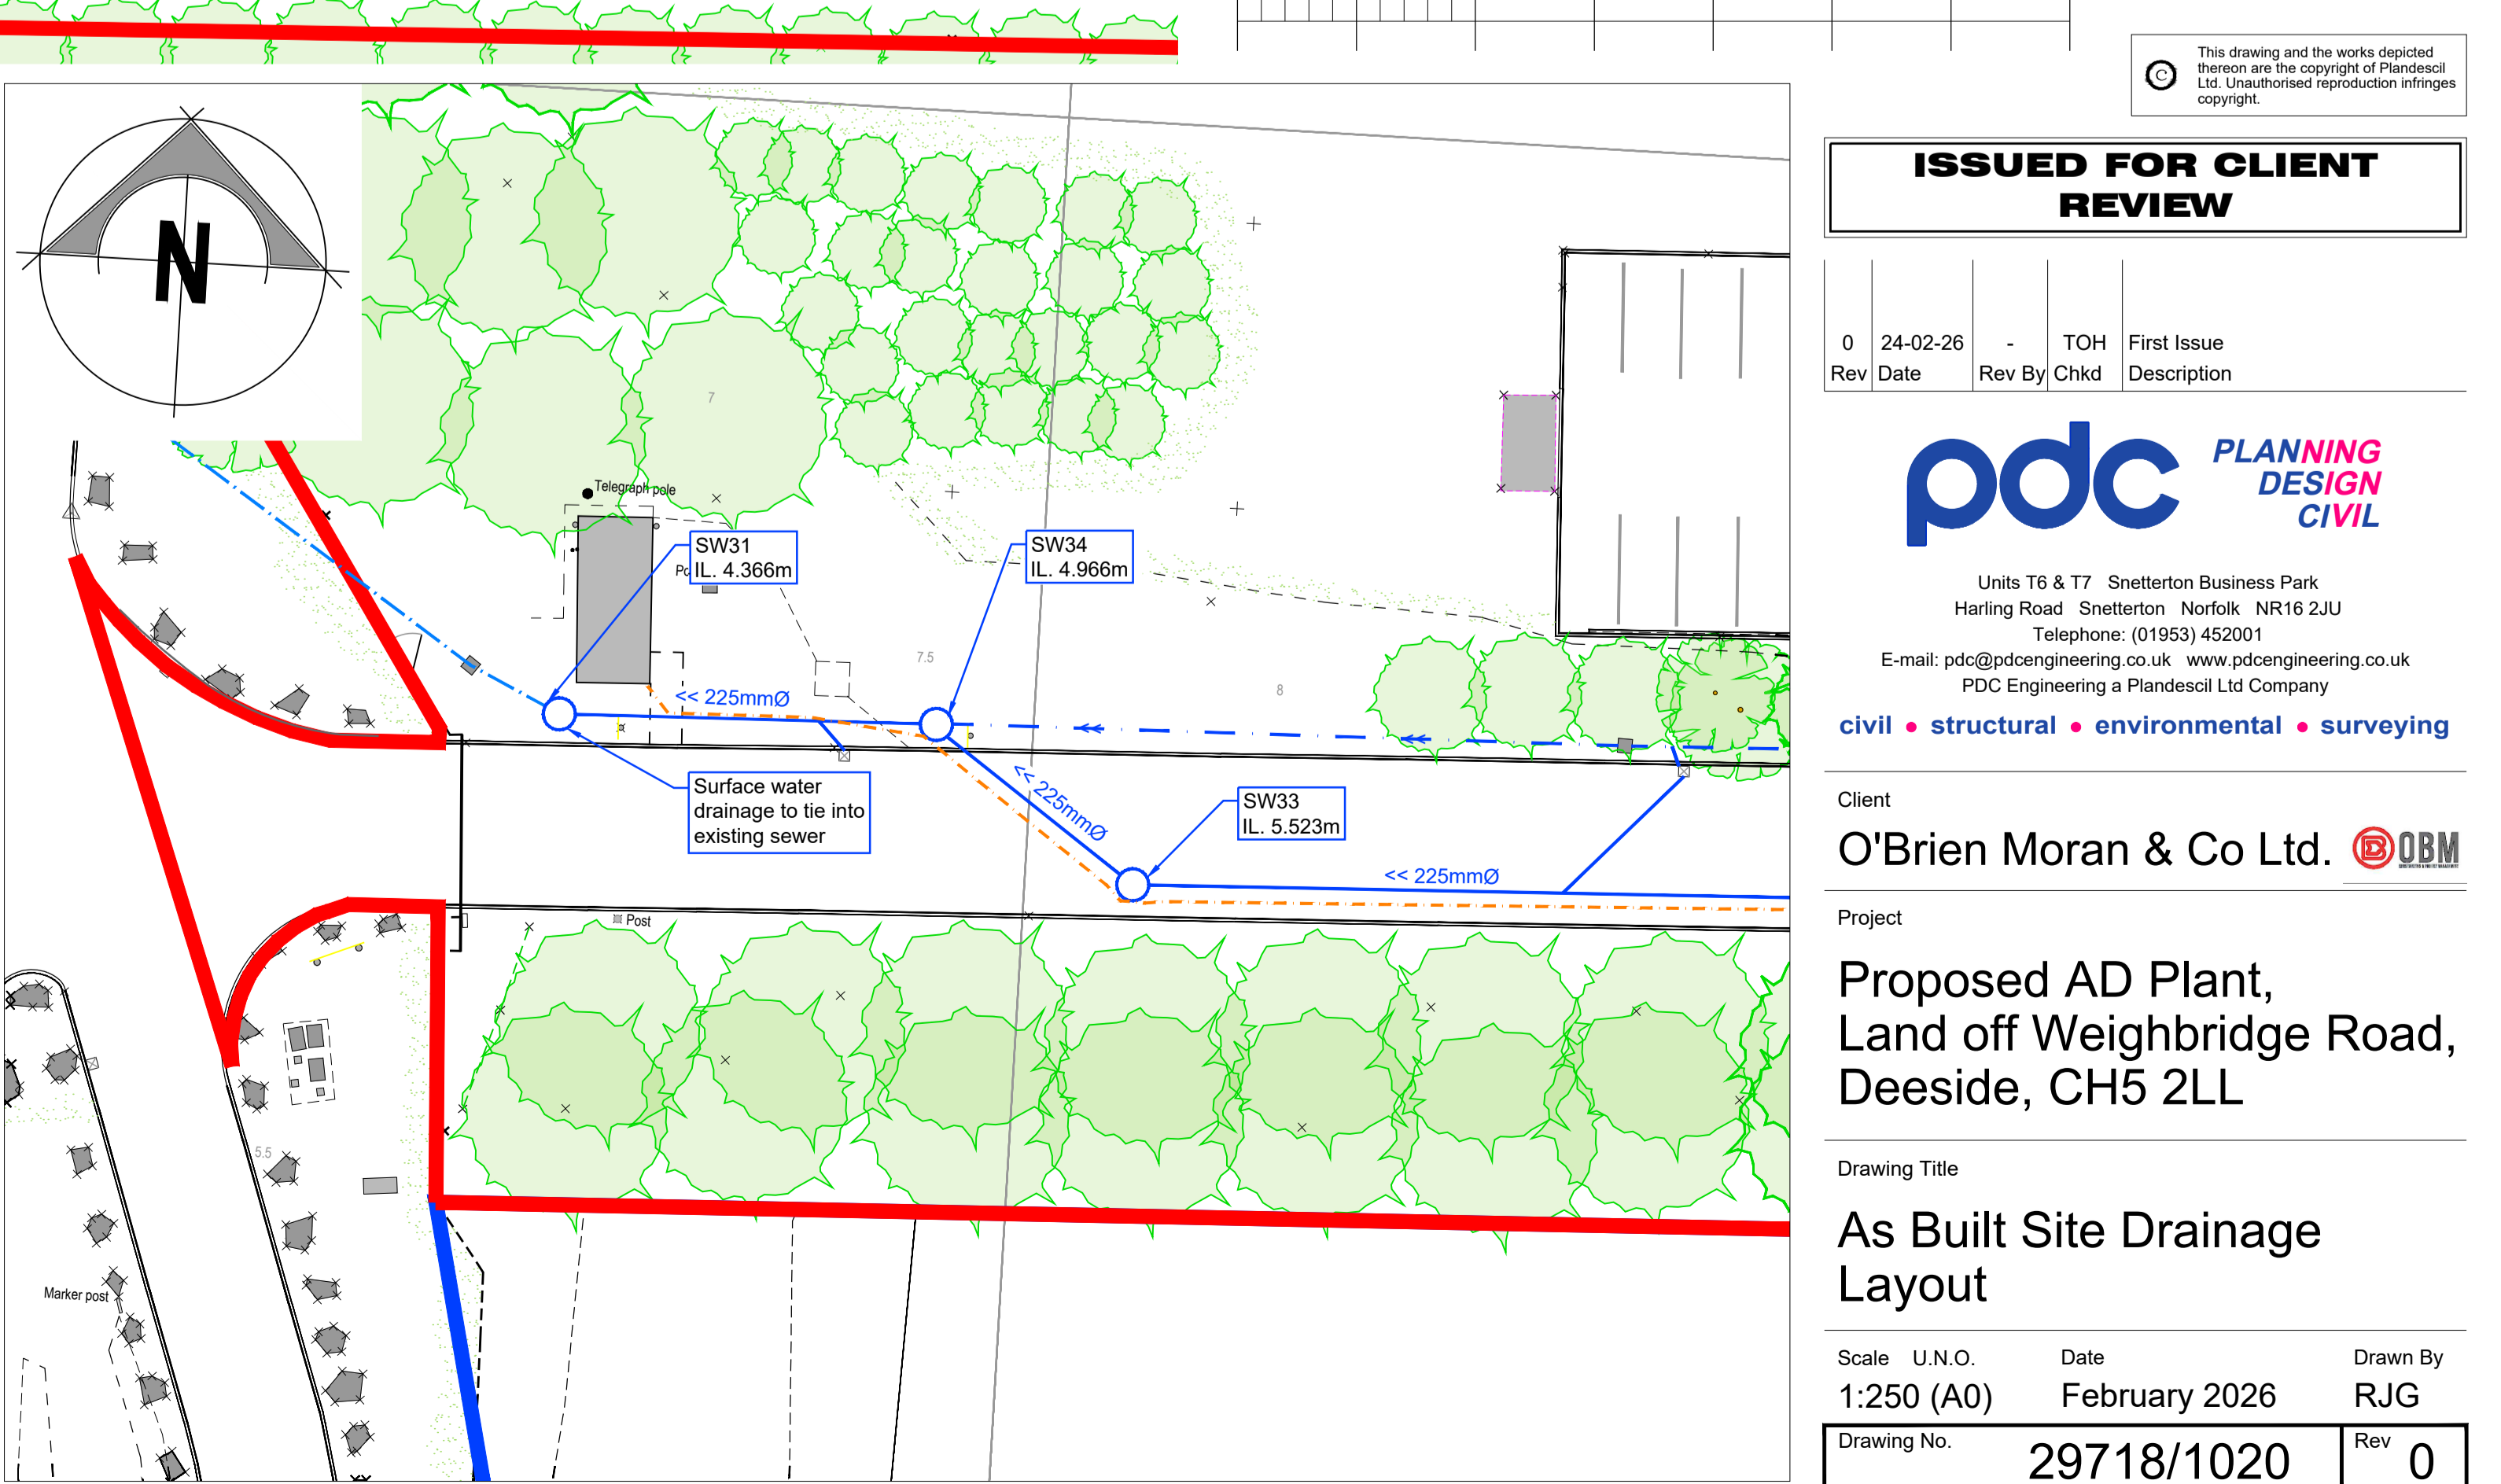 This drawing and the works depicted
thereon are the copyright of Plandescil
Ltd. Unauthorised reproduction infringes
copyright.
C
ISSUED FOR CLIENT
REVIEW
0 24-02-26 - TOH First Issue
Rev Date Rev By Chkd Description
pdc
PLANNING
DESIGN
CIVIL
Units T6 & T7 Snetterton Business Park
Harling Road Snetterton Norfolk NR16 2JU
Telephone: (01953) 452001
E-mail: pdc@pdcengineering.co.uk www.pdcengineering.co.uk
PDC Engineering a Plandescil Ltd Company
civil • structural • environmental • surveying
Client
O'Brien Moran & Co Ltd.
OBM
Project
Proposed AD Plant,
Land off Weighbridge Road,
Deeside, CH5 2LL
Drawing Title
As Built Site Drainage
Layout
Scale U.N.O. Date Drawn By
1:250 (A0) February 2026 RJG
Drawing No. Rev
29718/1020 0
N
7
Telegraph pole
SW31
IL. 4.366m
SW34
IL. 4.966m
7.5
8
<< 225mmØ
<< 225mmØ
Surface water
drainage to tie into
existing sewer
SW33
IL. 5.523m
<< 225mmØ
Post
5.5
Marker post